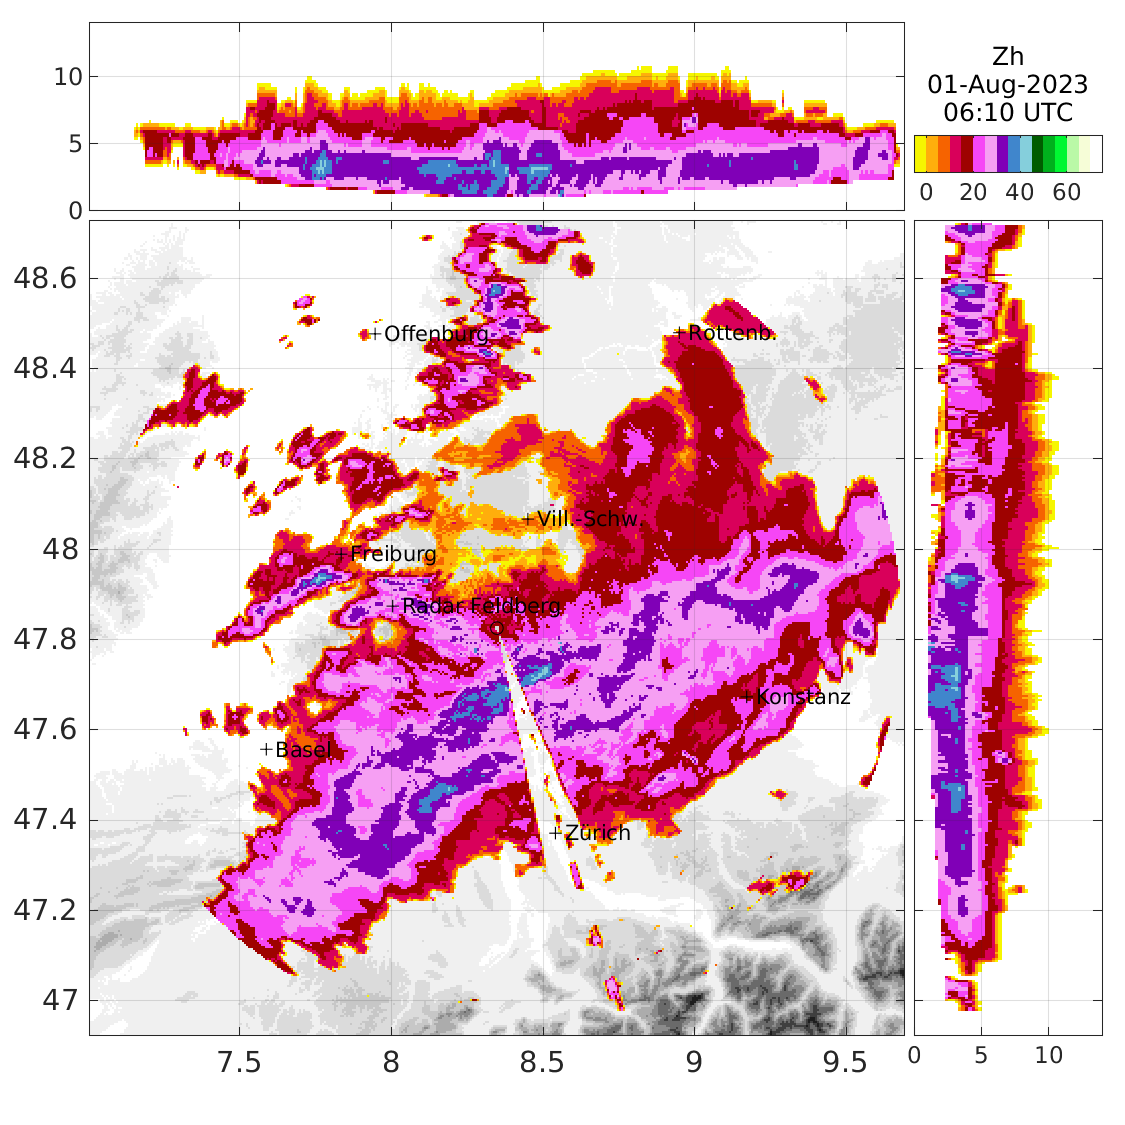 10
5
0
Zh
01-Aug-2023
06:10 UTC
0 20 40 60
48.6
48.4
48.2
48
47.8
47.6
47.4
47.2
47
+Offenburg
+Rottenb.
+Vill.-Schw.
+Freiburg
+Radar Feldberg
+Konstanz
+Basel
+Zürich
7.5 8 8.5 9 9.5
0 5 10